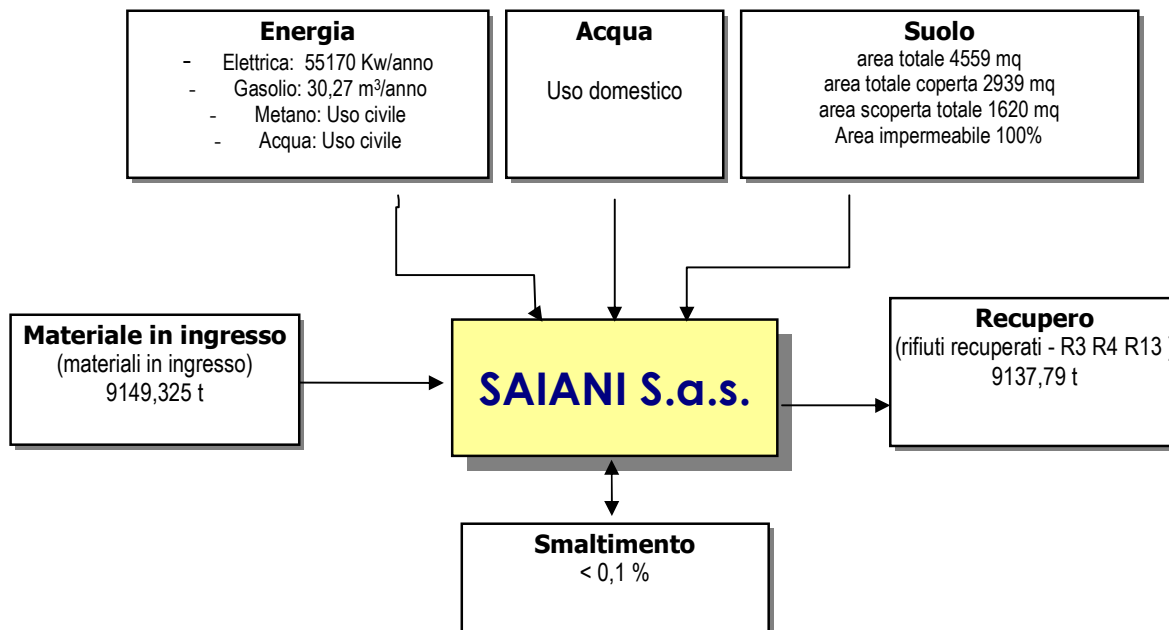 Energia
- Elettrica: 55170 Kw/anno
- Gasolio: 30,27 m³/anno
- Metano: Uso civile
- Acqua: Uso civile
Acqua
Uso domestico
Suolo
area totale 4559 mq
area totale coperta 2939 mq
area scoperta totale 1620 mq
Area impermeabile 100%
Materiale in ingresso
(materiali in ingresso)
9149,325 t
SAIANI S.a.s.
Recupero
(rifiuti recuperati - R3 R4 R13 )
9137,79 t
Smaltimento
< 0,1 %